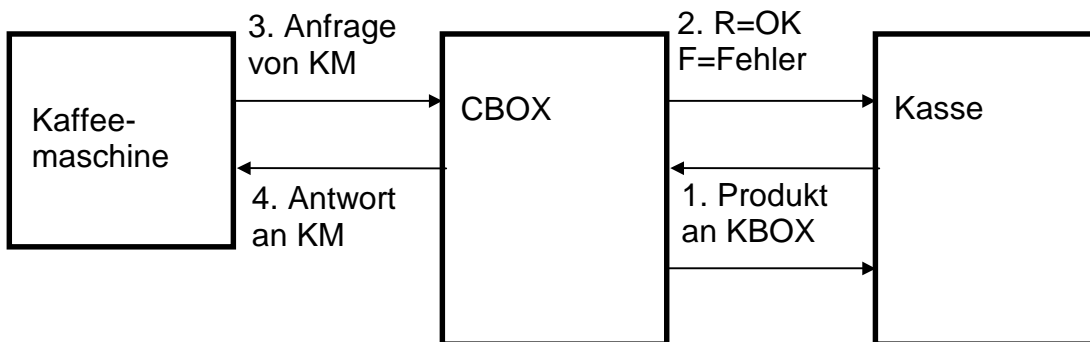 3. Anfrage
von KM
2. R=OK
F=Fehler
Kaffee-
maschine
CBOX
Kasse
4. Antwort
an KM
1. Produkt
an KBOX